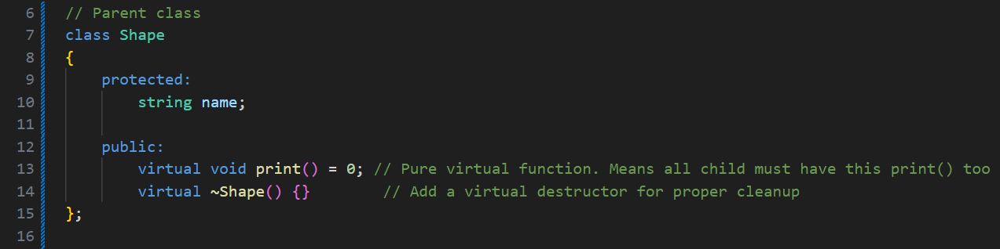 6 // Parent class
7 class Shape
8 {
9 protected:
10 string name;
11
12 public:
13 virtual void print() = 0; // Pure virtual function. Means all child must have this print() too
14 virtual ~Shape() {} // Add a virtual destructor for proper cleanup
15 };
16